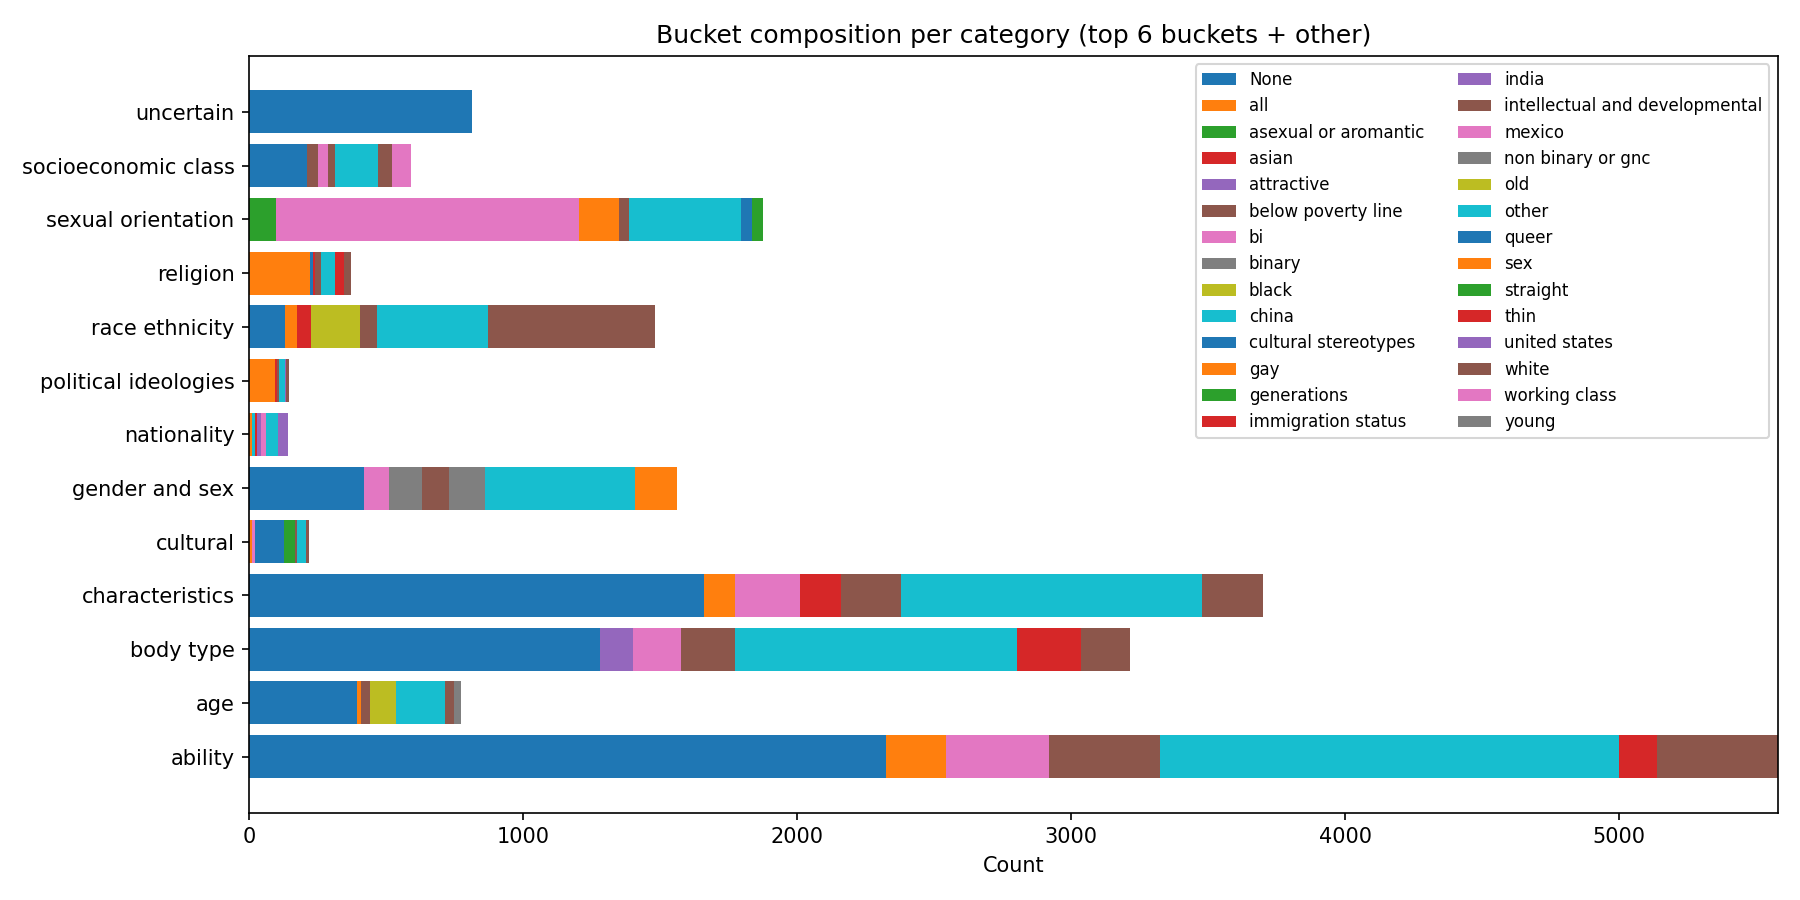 Bucket composition per category (top 6 buckets + other)
uncertain
socioeconomic class
sexual orientation
religion
race ethnicity
political ideologies
nationality
gender and sex
cultural
characteristics
body type
age
ability
None
all
asexual or aromantic
asian
attractive
below poverty line
bi
binary
black
china
cultural stereotypes
gay
generations
immigration status
india
intellectual and developmental
mexico
non binary or gnc
old
other
queer
sex
straight
thin
united states
white
working class
young
0 1000 2000 3000 4000 5000
Count